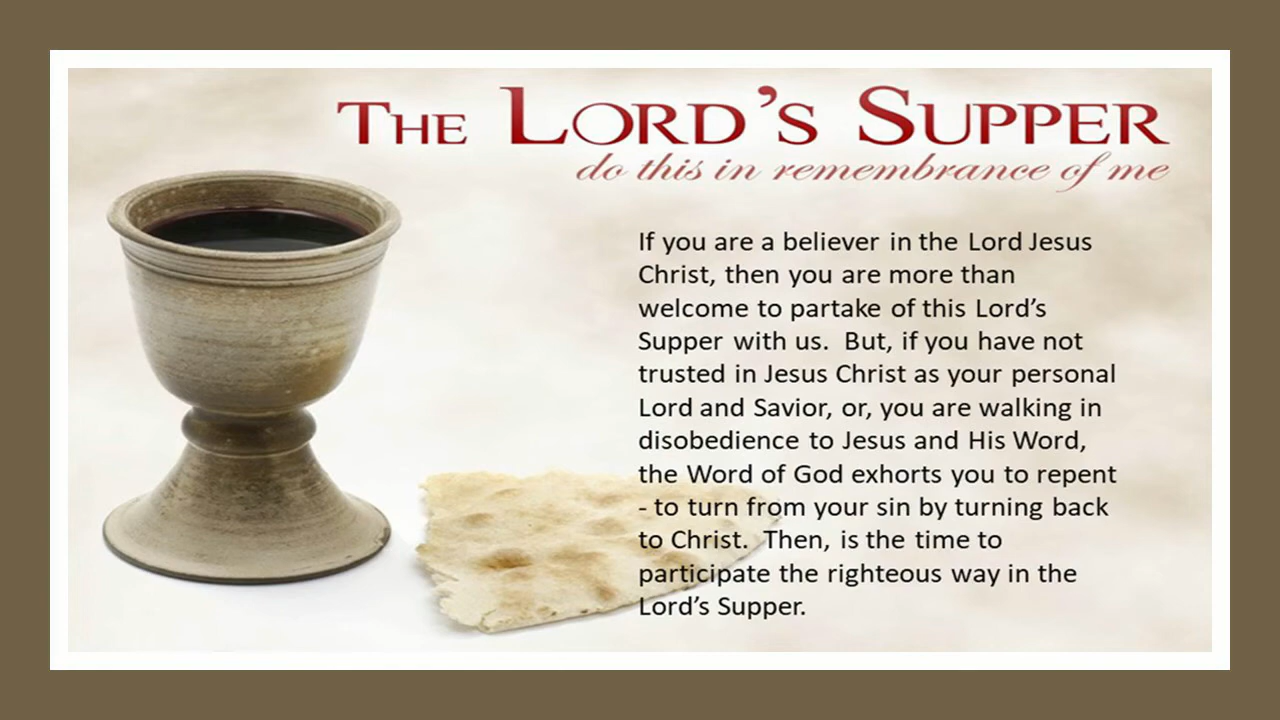 The Lord’s Supper
do this in remembrance of me
If you are a believer in the Lord Jesus
Christ, then you are more than
welcome to partake of this Lord’s
Supper with us.  But, if you have not
trusted in Jesus Christ as your personal
Lord and Savior, or, you are walking in
disobedience to Jesus and His Word,
the Word of God exhorts you to repent
- to turn from your sin by turning back
to Christ.  Then, is the time to
participate the righteous way in the
Lord’s Supper.